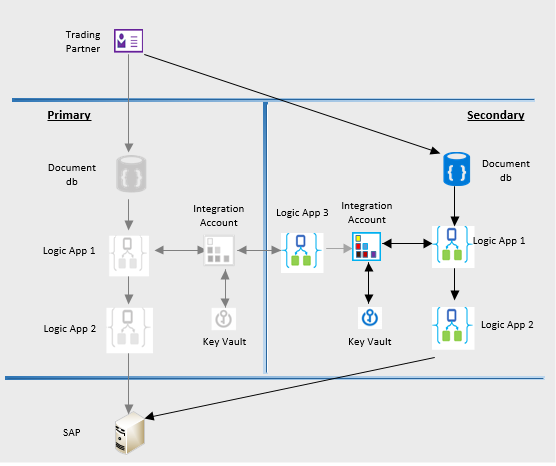 Trading
Partner
Primary
Secondary
Document
db
Document
db
Integration
Account
Logic App 3
Integration
Account
Logic App 1
Logic App 1
Logic App 2
Logic App 2
Key Vault
Key Vault
SAP